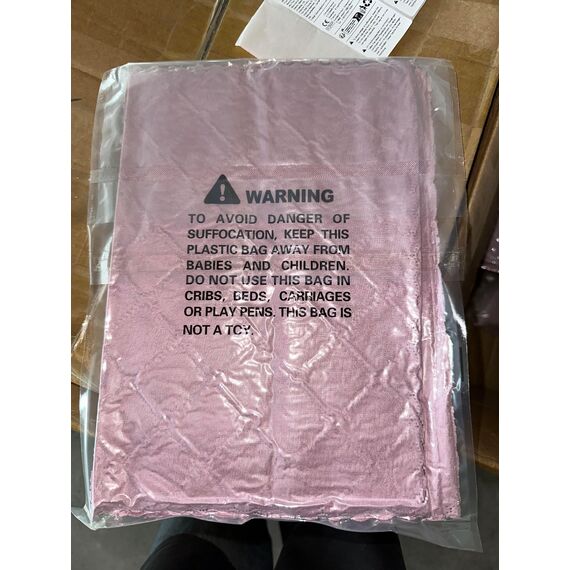 WARNING
TO AVOID DANGER OF
SUFFOCATION, KEEP THIS
PLASTIC BAG AWAY FROM
BABIES AND CHILDREN.
DO NOT USE THIS BAG IN
CRIBS, BEDS, CARRIAGES
OR PLAY PENS. THIS BAG IS
NOT A TOY.